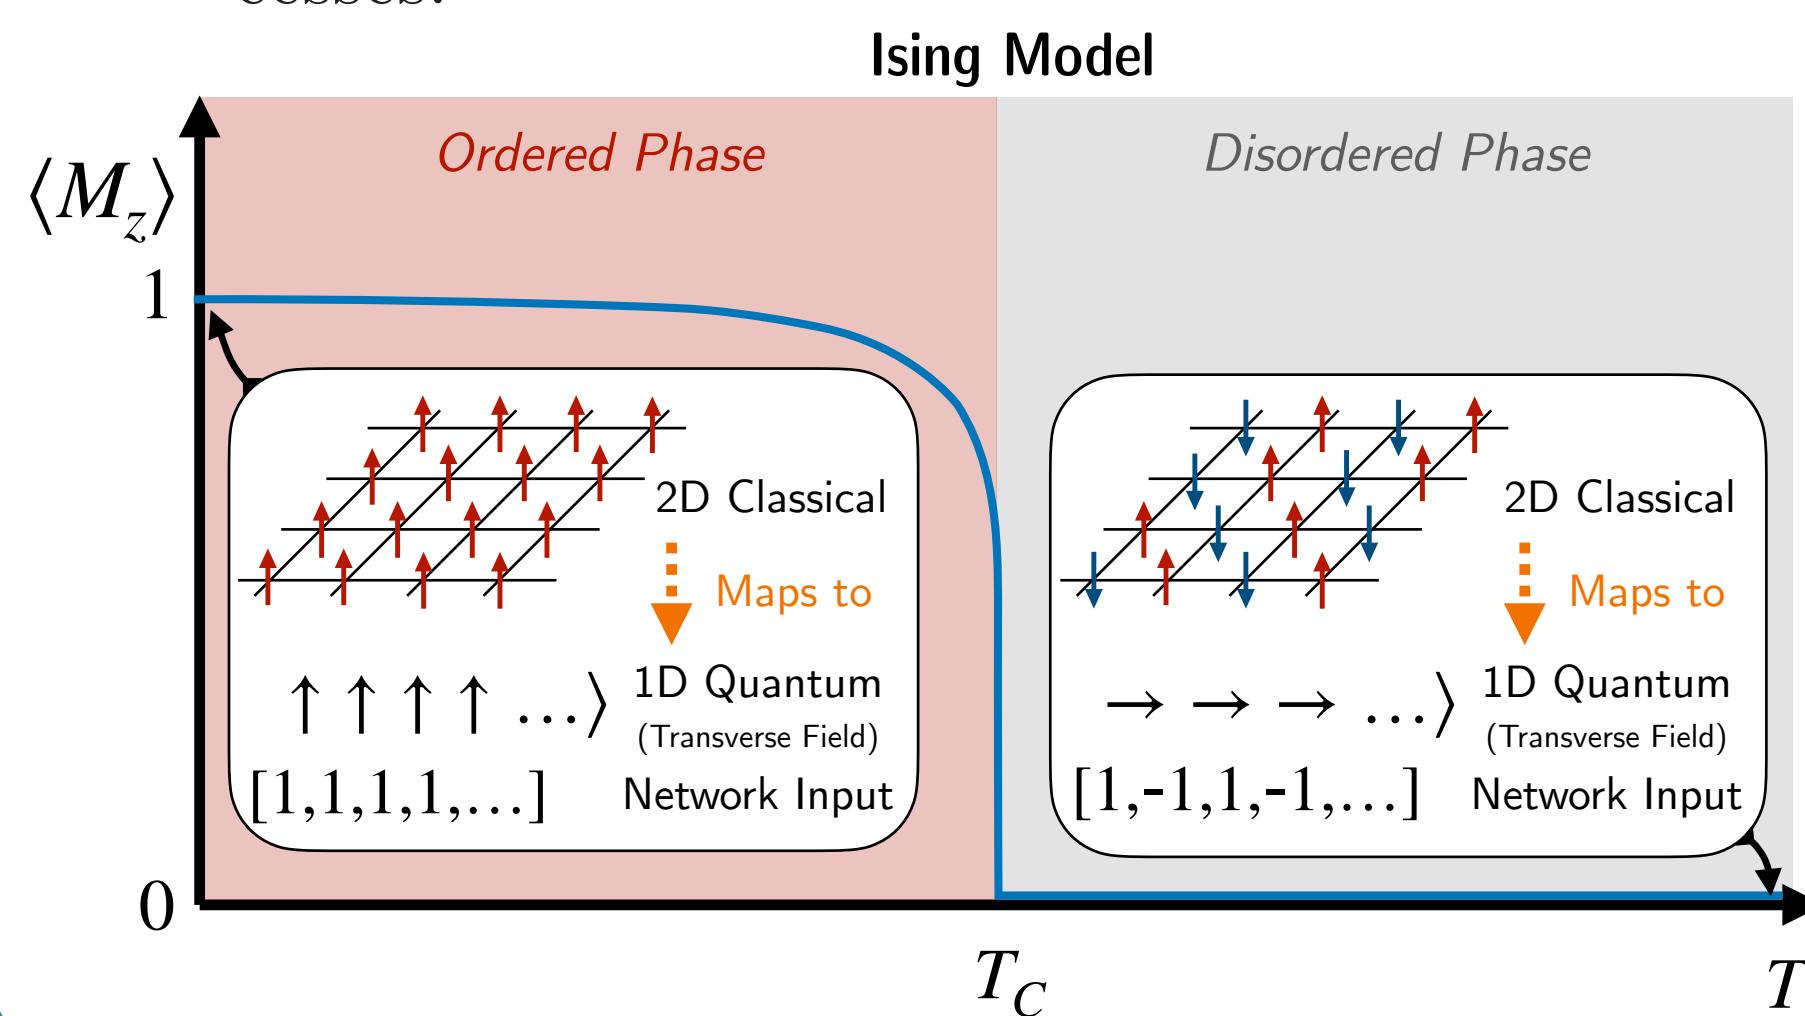 cesses.
Ising Model
Ordered Phase
Disordered Phase
⟨M_z⟩
1
2D Classical
Maps to
↑ ↑ ↑ ↑ …⟩ 1D Quantum
(Transverse Field)
[1,1,1,1,…] Network Input
2D Classical
Maps to
→ → → …⟩ 1D Quantum
(Transverse Field)
[1,-1,1,-1,…] Network Input
0
T_C
T